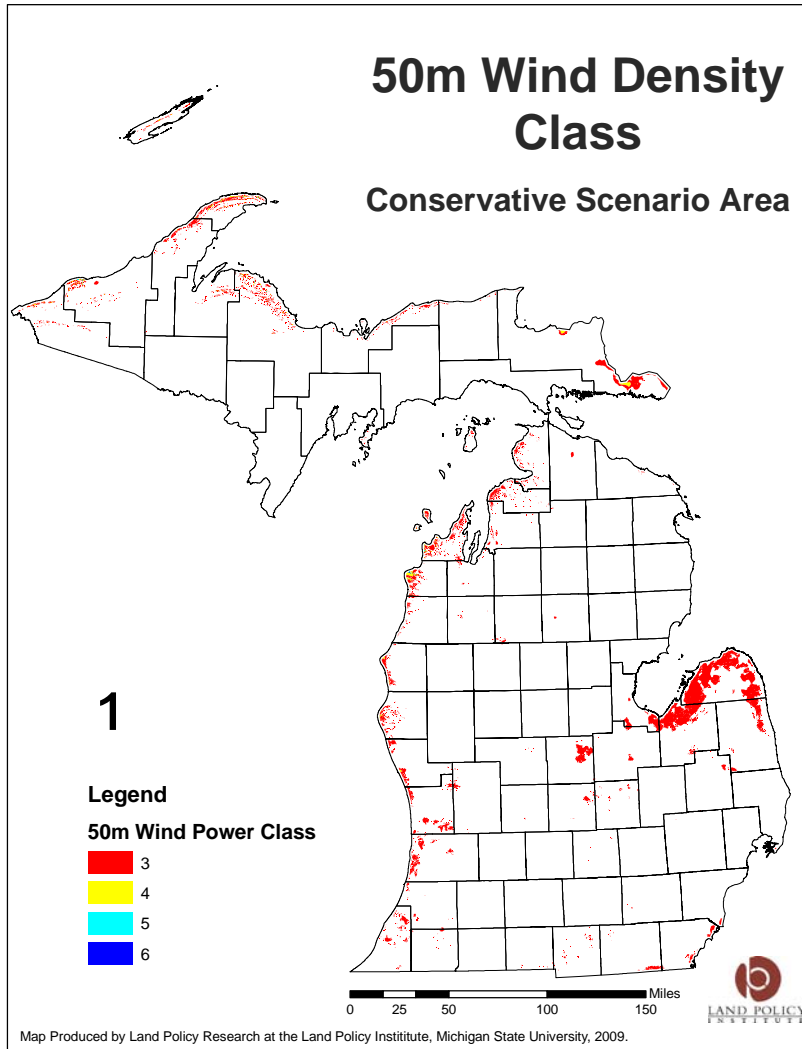 50m Wind Density
Class
Conservative Scenario Area
1
Legend
50m Wind Power Class
3
4
5
6
Miles
0 25 50 100 150
LAND POLICY
INSTITUTE
Map Produced by Land Policy Research at the Land Policy Instititute, Michigan State University, 2009.